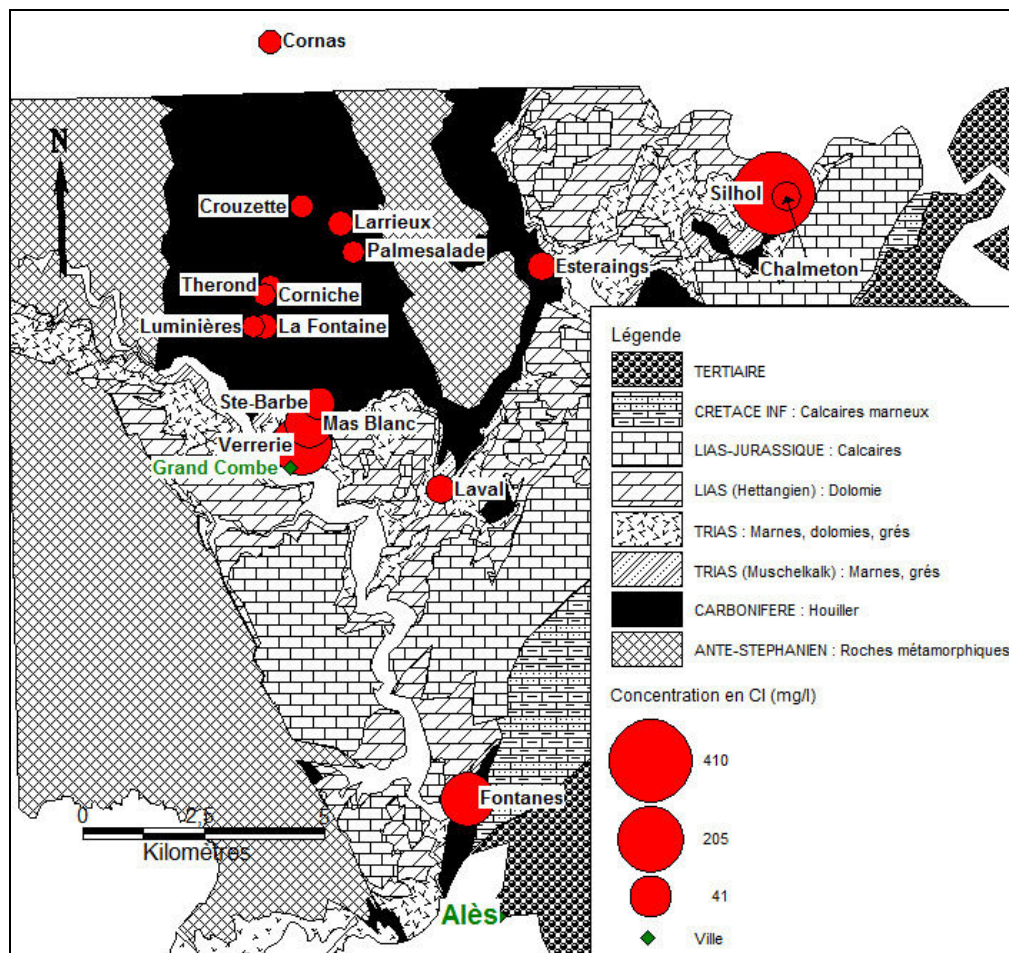 Cornas
N
Crouzette
Larrieux
Palmesalade
Silhol
Chalmeton
Esteraings
Therond
Corniche
Luminières
La Fontaine
Ste-Barbe
Mas Blanc
Verrerie
Grand Combe
Laval
Fontanes
0 2,5 5
Kilomètres
Alès
Légende
TERTIAIRE
CRETACE INF : Calcaires marneux
LIAS-JURASSIQUE : Calcaires
LIAS (Hettangien) : Dolomie
TRIAS : Marnes, dolomies, grés
TRIAS (Muschelkalk) : Marnes, grés
CARBONIFERE : Houiller
ANTE-STEPHANIEN : Roches métamorphiques
Concentration en Cl (mg/l)
410
205
41
Ville